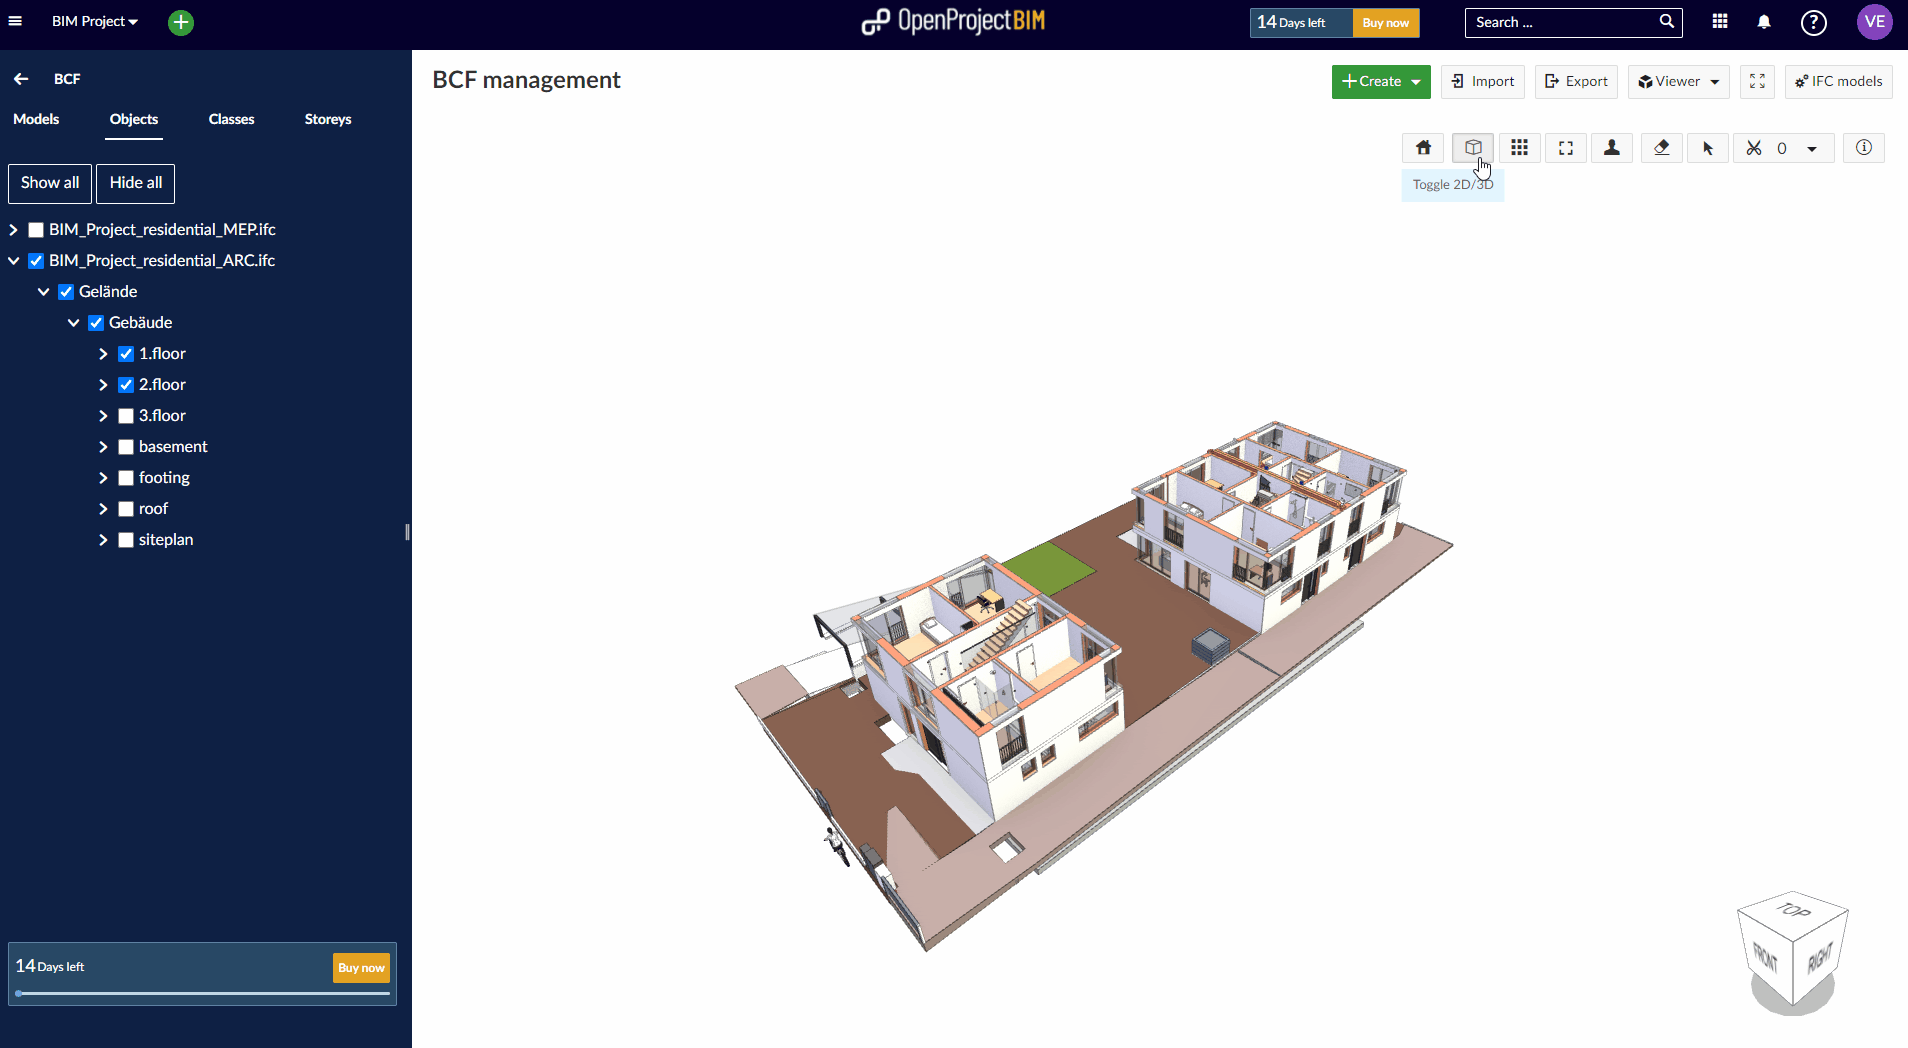 BIM Project
OpenProject BIM
14 Days left
Buy now
Search ...
VE
BCF
BCF management
Create
Import
Export
Viewer
IFC models
Models
Objects
Classes
Storeys
0
Toggle 2D/3D
Show all
Hide all
BIM_Project_residential_MEP.ifc
BIM_Project_residential_ARC.ifc
Gelände
Gebäude
1.floor
2.floor
3.floor
basement
footing
roof
siteplan
TOP
FRONT
RIGHT
14 Days left
Buy now